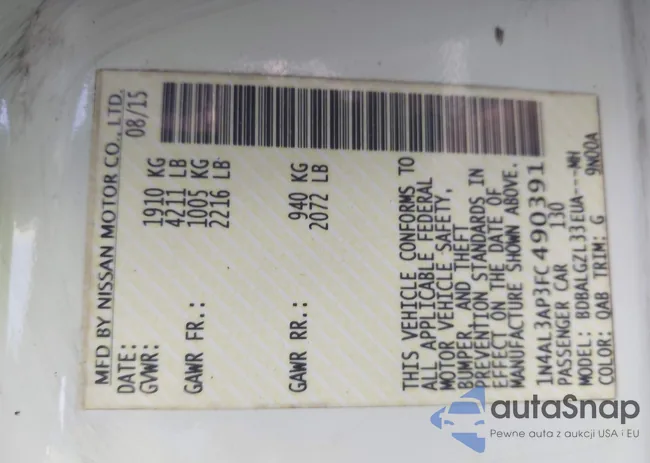 MFD BY NISSAN MOTOR CO., LTD.
DATE: 08/15
GVWR: 1910 KG
4211 LB
GAWR FR.: 1005 KG
2216 LB
GAWR RR.: 940 KG
2072 LB
THIS VEHICLE CONFORMS TO
ALL APPLICABLE FEDERAL
MOTOR VEHICLE SAFETY,
BUMPER, AND THEFT
PREVENTION STANDARDS IN
EFFECT ON THE DATE OF
MANUFACTURE SHOWN ABOVE.
1N4AL3AP3FC490391
PASSENGER CAR 130
MODEL: BDBALGZL33EUA---MH
COLOR: QAB TRIM: G 9N00A
autaSnap
Pewne auta z aukcji USA i EU